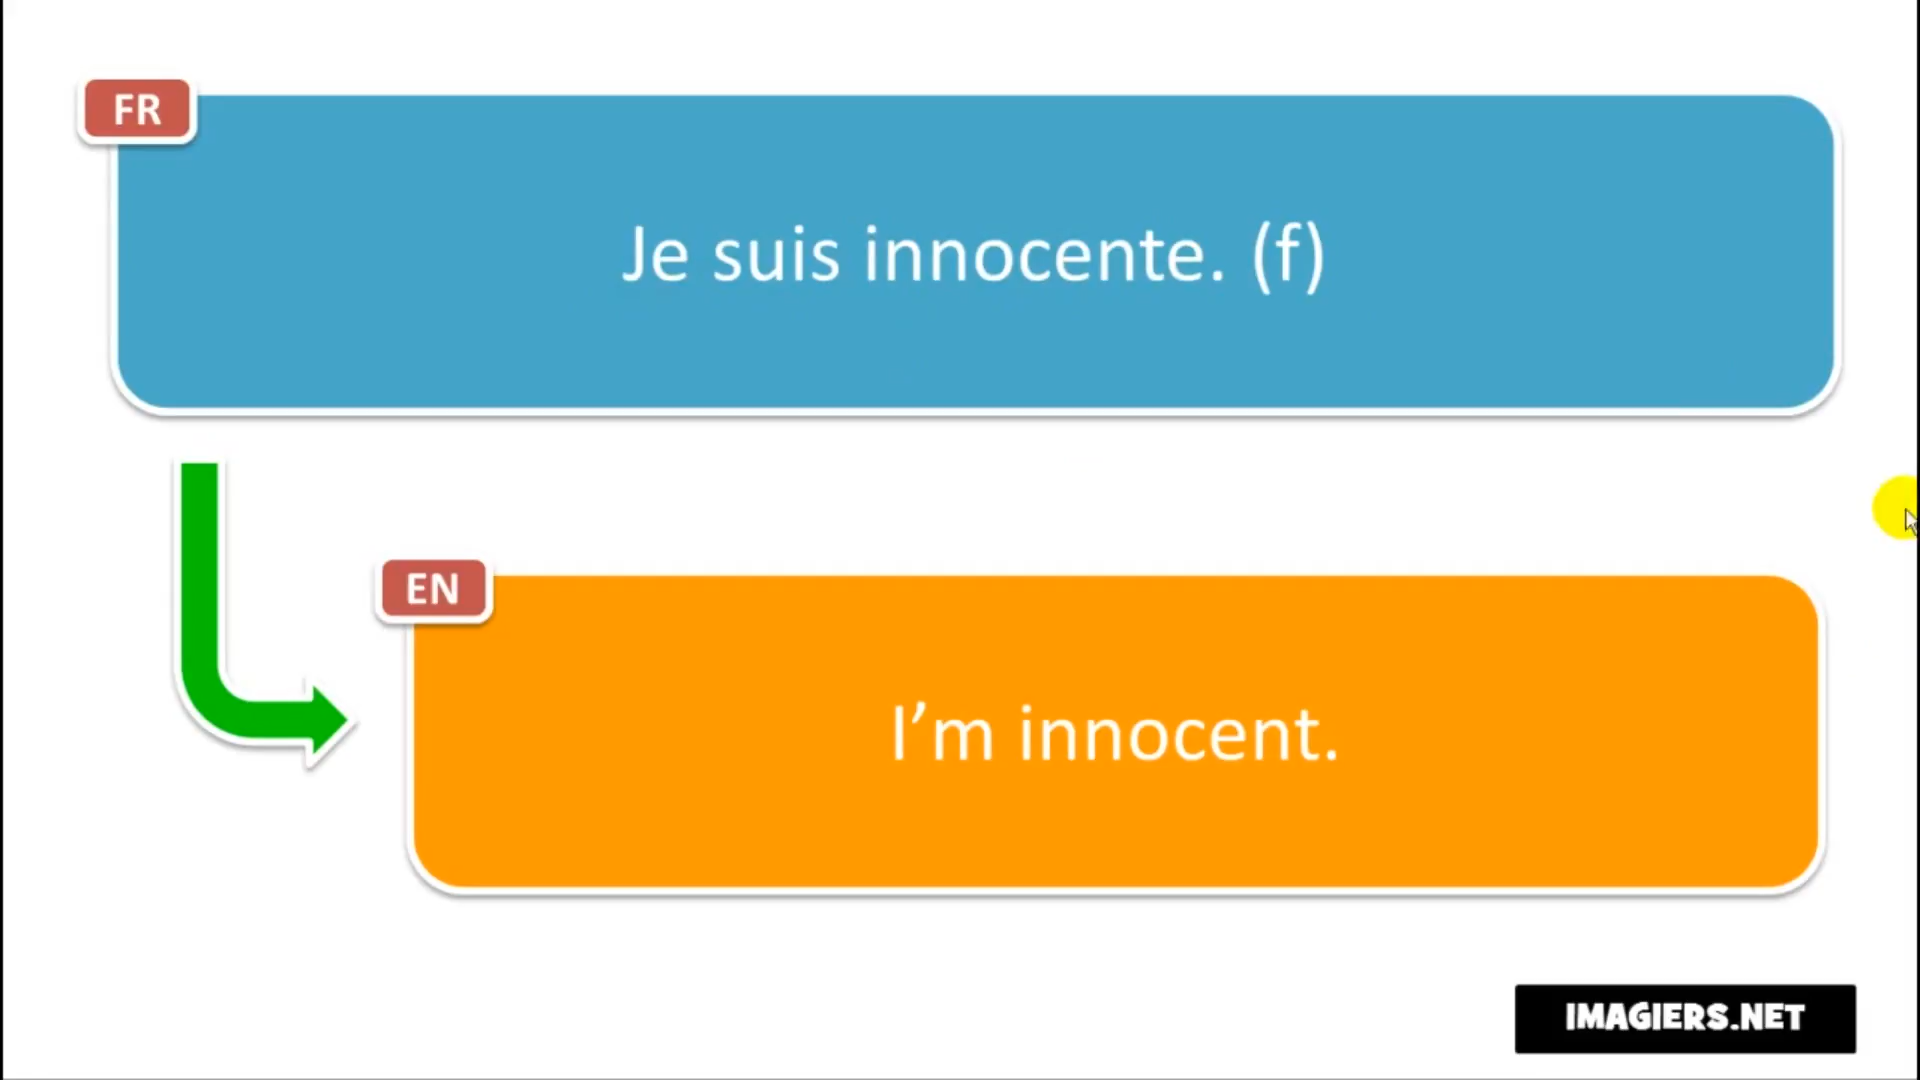 FR
Je suis innocente. (f)
EN
I’m innocent.
IMAGIERS.NET